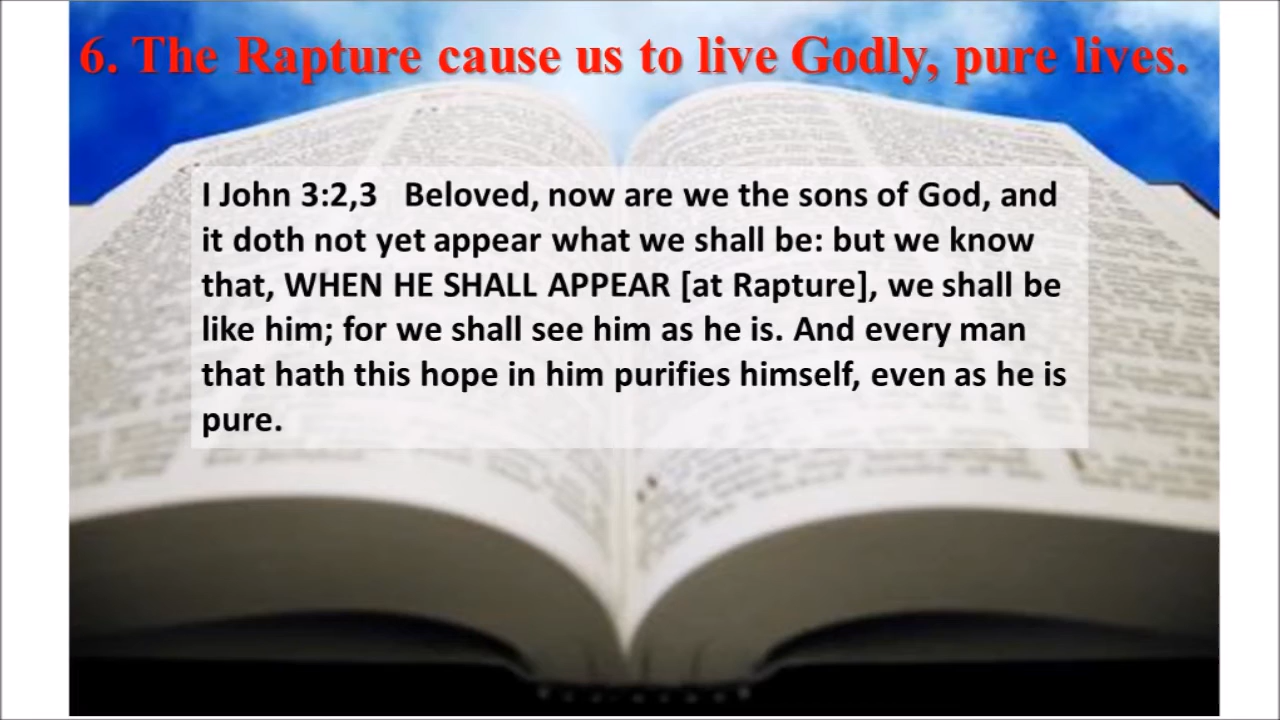 6. The Rapture cause us to live Godly, pure lives.
I John 3:2,3 Beloved, now are we the sons of God, and
it doth not yet appear what we shall be: but we know
that, WHEN HE SHALL APPEAR [at Rapture], we shall be
like him; for we shall see him as he is. And every man
that hath this hope in him purifies himself, even as he is
pure.